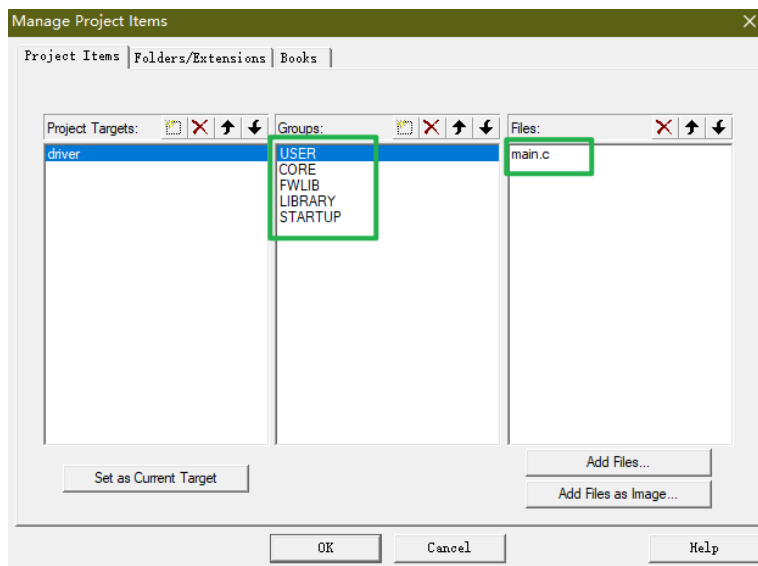 Manage Project Items
Project Items Folders/Extensions Books
Project Targets: Groups: Files:
driver USER main.c
CORE
FWLIB
LIBRARY
STARTUP
Add Files...
Set as Current Target
Add Files as Image...
OK Cancel Help